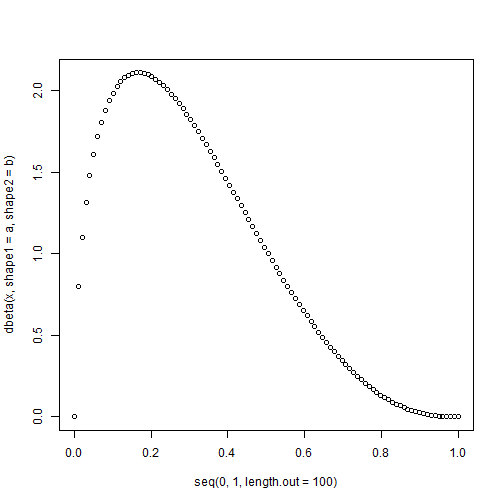 dbeta(x, shape1 = a, shape2 = b)
2.0
1.5
1.0
0.5
0.0
0.0 0.2 0.4 0.6 0.8 1.0
seq(0, 1, length.out = 100)